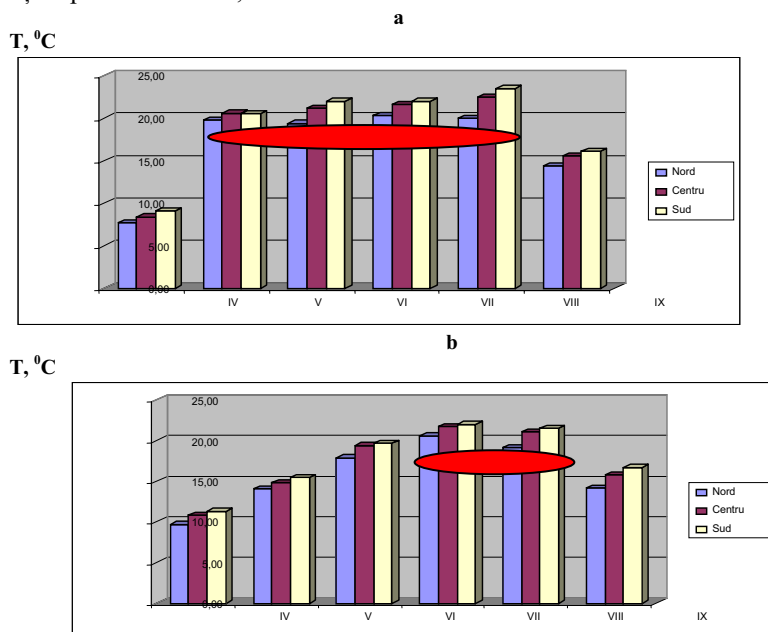 a
T, ⁰C
25,00
20,00
15,00
10,00
5,00
0,00
IV V VI VII VIII IX
Nord
Centru
Sud
b
T, ⁰C
25,00
20,00
15,00
10,00
5,00
0,00
IV V VI VII VIII IX
Nord
Centru
Sud